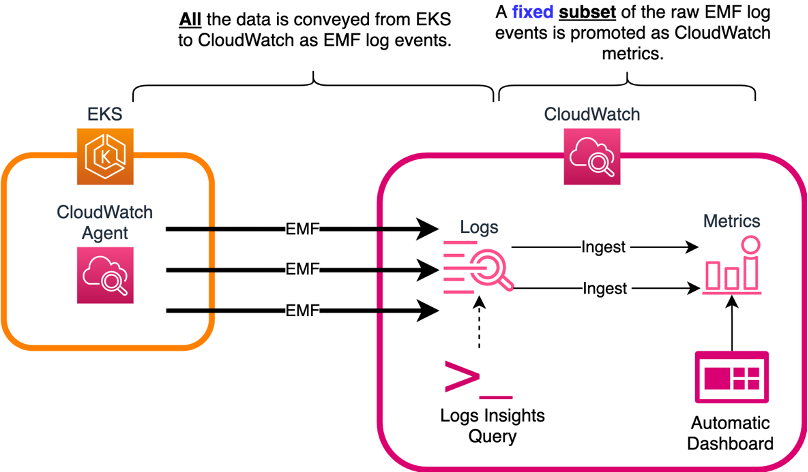 All the data is conveyed from EKS
to CloudWatch as EMF log events.
A fixed subset of the raw EMF log
events is promoted as CloudWatch
metrics.
EKS
CloudWatch
CloudWatch
Agent
EMF
EMF
EMF
Logs
Metrics
Ingest
Ingest
>_
Logs Insights
Query
Automatic
Dashboard
K